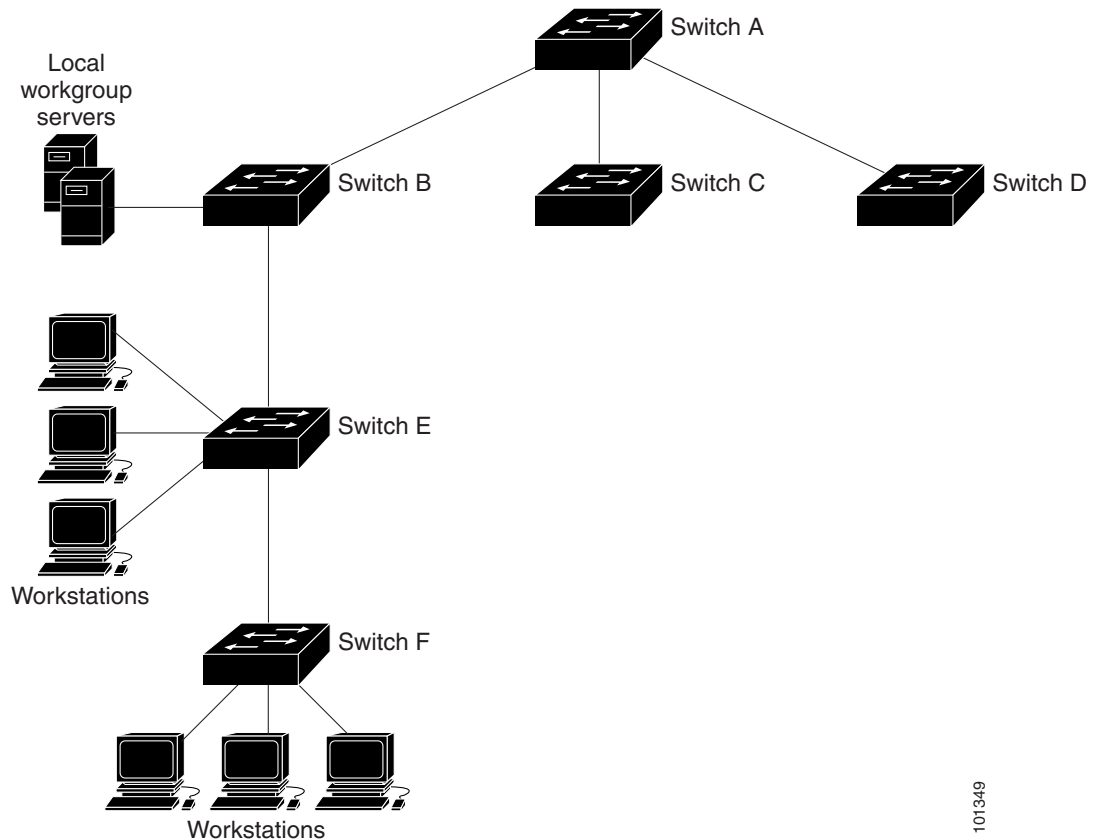 Switch A
Local
workgroup
servers
Switch B
Switch C
Switch D
Switch E
Workstations
Switch F
Workstations
101349